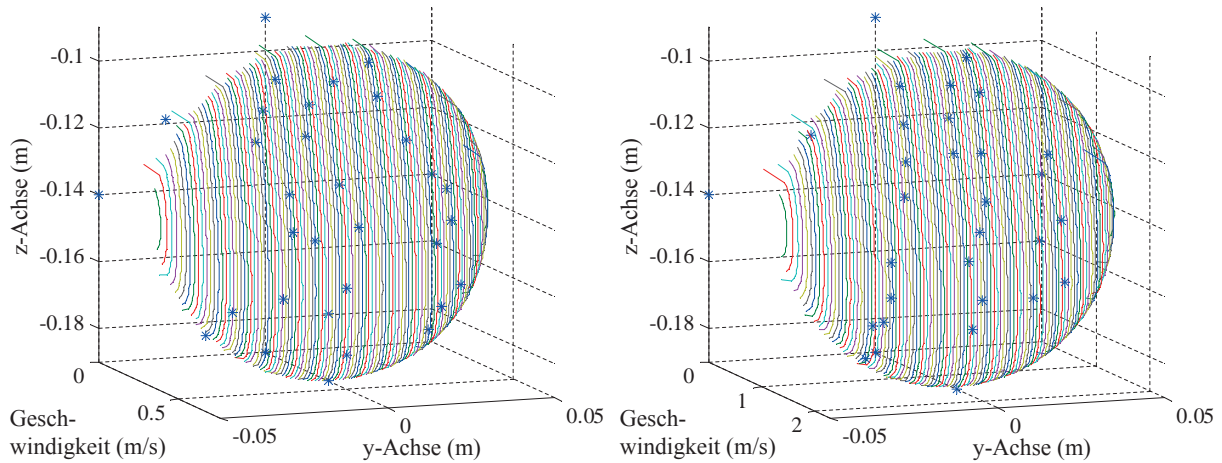 -0.1
-0.12
-0.14
-0.16
-0.18
z-Achse (m)
0
0.5
Gesch-
windigkeit (m/s)
-0.05
0
0.05
y-Achse (m)
-0.1
-0.12
-0.14
-0.16
-0.18
z-Achse (m)
0
1
2
Gesch-
windigkeit (m/s)
-0.05
0
0.05
y-Achse (m)